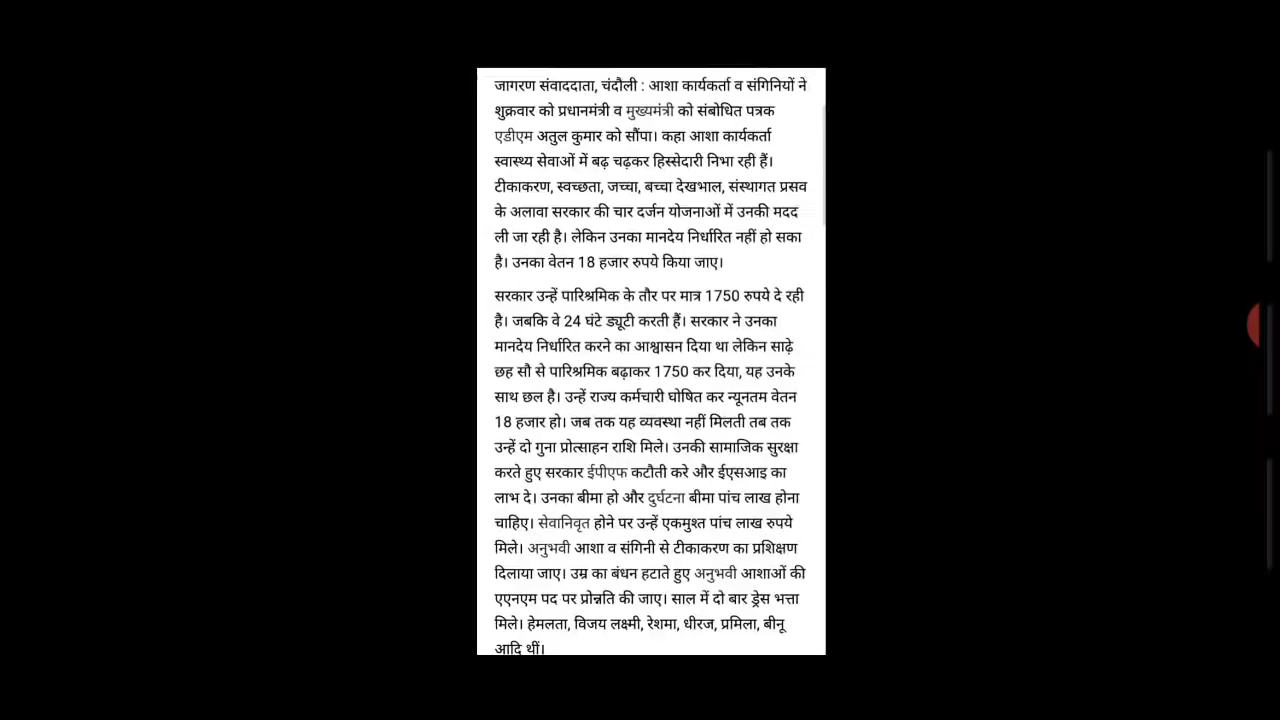 जागरण संवाददाता, चंदौली : आशा कार्यकर्ता व संगिनियों ने
शुक्रवार को प्रधानमंत्री व मुख्यमंत्री को संबोधित पत्रक
एडीएम अतुल कुमार को सौंपा। कहा आशा कार्यकर्ता
स्वास्थ्य सेवाओं में बढ़ चढ़कर हिस्सेदारी निभा रही हैं।
टीकाकरण, स्वच्छता, जच्चा, बच्चा देखभाल, संस्थागत प्रसव
के अलावा सरकार की चार दर्जन योजनाओं में उनकी मदद
ली जा रही है। लेकिन उनका मानदेय निर्धारित नहीं हो सका
है। उनका वेतन 18 हजार रुपये किया जाए।
सरकार उन्हें पारिश्रमिक के तौर पर मात्र 1750 रुपये दे रही
है। जबकि वे 24 घंटे ड्यूटी करती हैं। सरकार ने उनका
मानदेय निर्धारित करने का आश्वासन दिया था लेकिन साढ़े
छह सौ से पारिश्रमिक बढ़ाकर 1750 कर दिया, यह उनके
साथ छल है। उन्हें राज्य कर्मचारी घोषित कर न्यूनतम वेतन
18 हजार हो। जब तक यह व्यवस्था नहीं मिलती तब तक
उन्हें दो गुना प्रोत्साहन राशि मिले। उनकी सामाजिक सुरक्षा
करते हुए सरकार ईपीएफ कटौती करे और ईएसआइ का
लाभ दे। उनका बीमा हो और दुर्घटना बीमा पांच लाख होना
चाहिए। सेवानिवृत होने पर उन्हें एकमुश्त पांच लाख रुपये
मिले। अनुभवी आशा व संगिनी से टीकाकरण का प्रशिक्षण
दिलाया जाए। उम्र का बंधन हटाते हुए अनुभवी आशाओं की
एएनएम पद पर प्रोन्नति की जाए। साल में दो बार ड्रेस भत्ता
मिले। हेमलता, विजय लक्ष्मी, रेशमा, धीरज, प्रमिला, बीनू
आदि थीं।